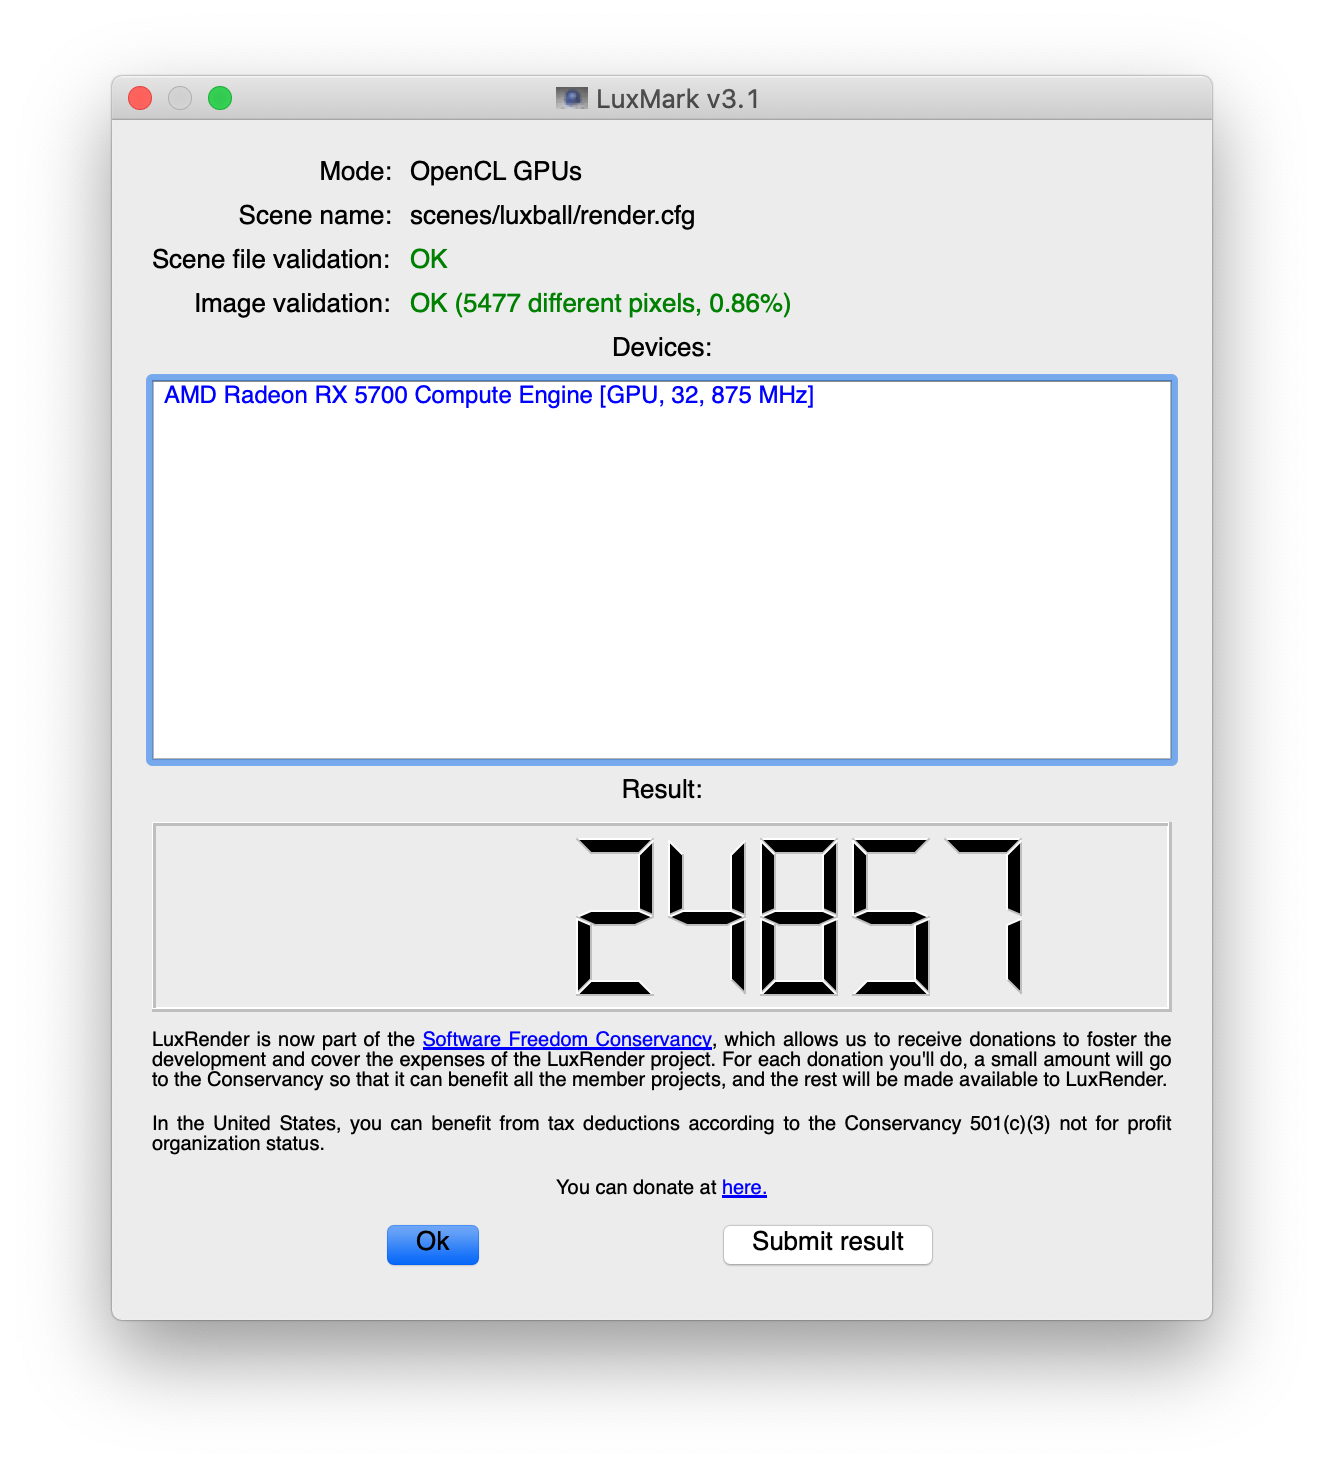 LuxMark v3.1
Mode: OpenCL GPUs
Scene name: scenes/luxball/render.cfg
Scene file validation: OK
Image validation: OK (5477 different pixels, 0.86%)
Devices:
AMD Radeon RX 5700 Compute Engine [GPU, 32, 875 MHz]
Result:
24857
LuxRender is now part of the Software Freedom Conservancy, which allows us to receive donations to foster the
development and cover the expenses of the LuxRender project. For each donation you'll do, a small amount will go
to the Conservancy so that it can benefit all the member projects, and the rest will be made available to LuxRender.
In the United States, you can benefit from tax deductions according to the Conservancy 501(c)(3) not for profit
organization status.
You can donate at here.
Ok
Submit result